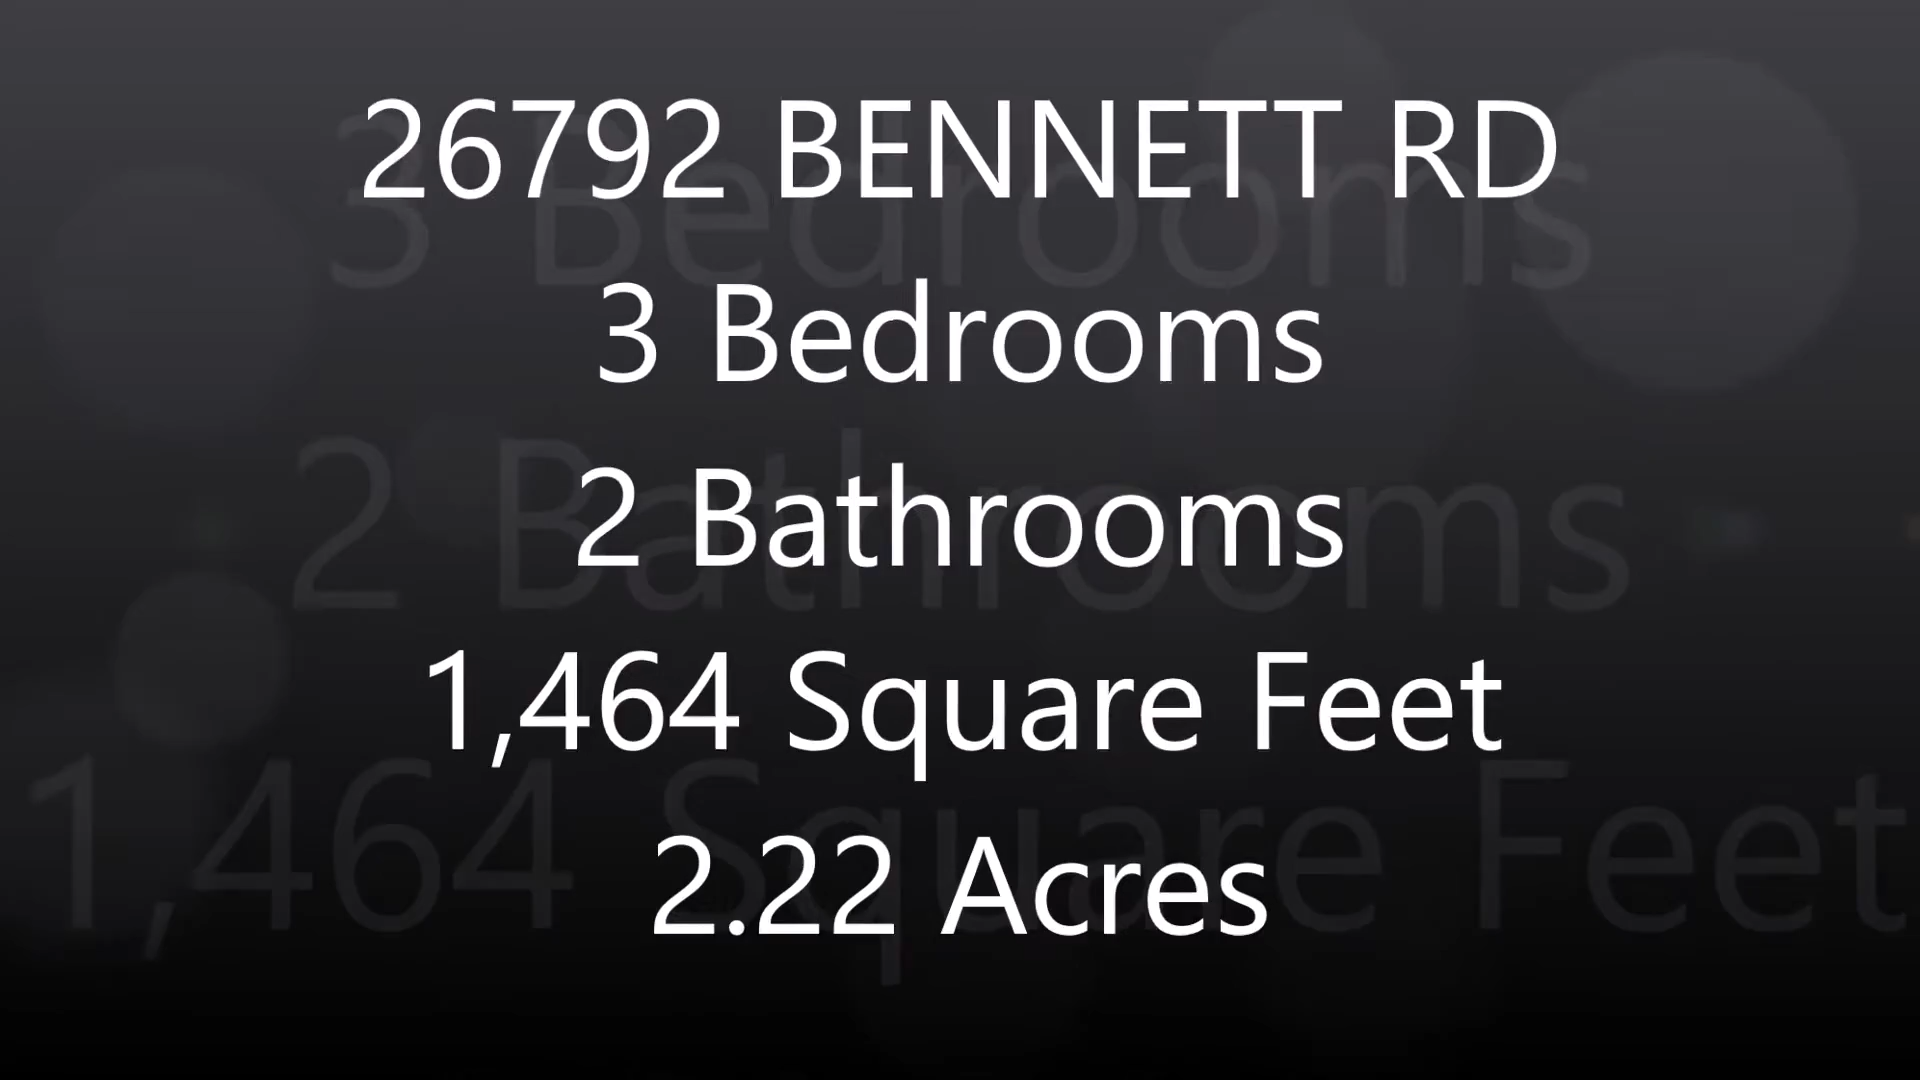 26792 BENNETT RD
3 Bedrooms
2 Bathrooms
1,464 Square Feet
2.22 Acres